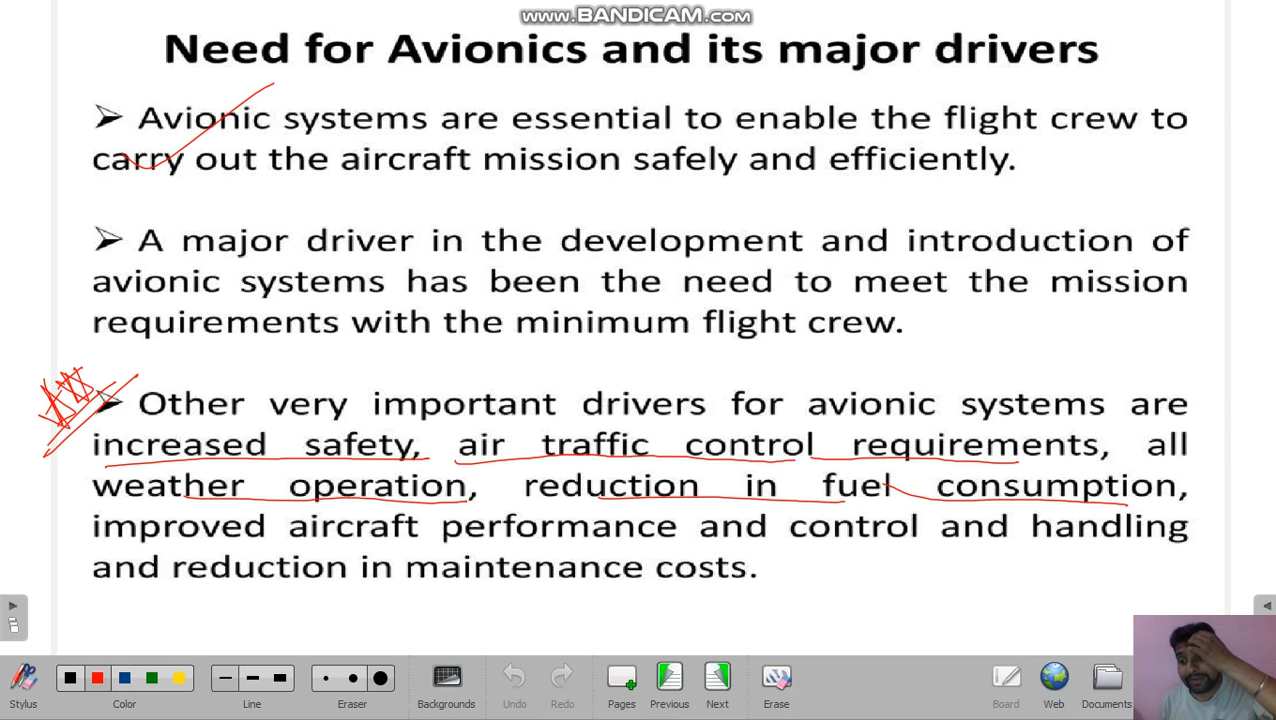 www.BANDICAM.com
Need for Avionics and its major drivers
➢ Avionic systems are essential to enable the flight crew to
carry out the aircraft mission safely and efficiently.
➢ A major driver in the development and introduction of
avionic systems has been the need to meet the mission
requirements with the minimum flight crew.
➢ Other very important drivers for avionic systems are
increased safety, air traffic control requirements, all
weather operation, reduction in fuel consumption,
improved aircraft performance and control and handling
and reduction in maintenance costs.
Stylus Color Line Eraser Backgrounds Undo Redo Pages Previous Next Erase Board Web Documents